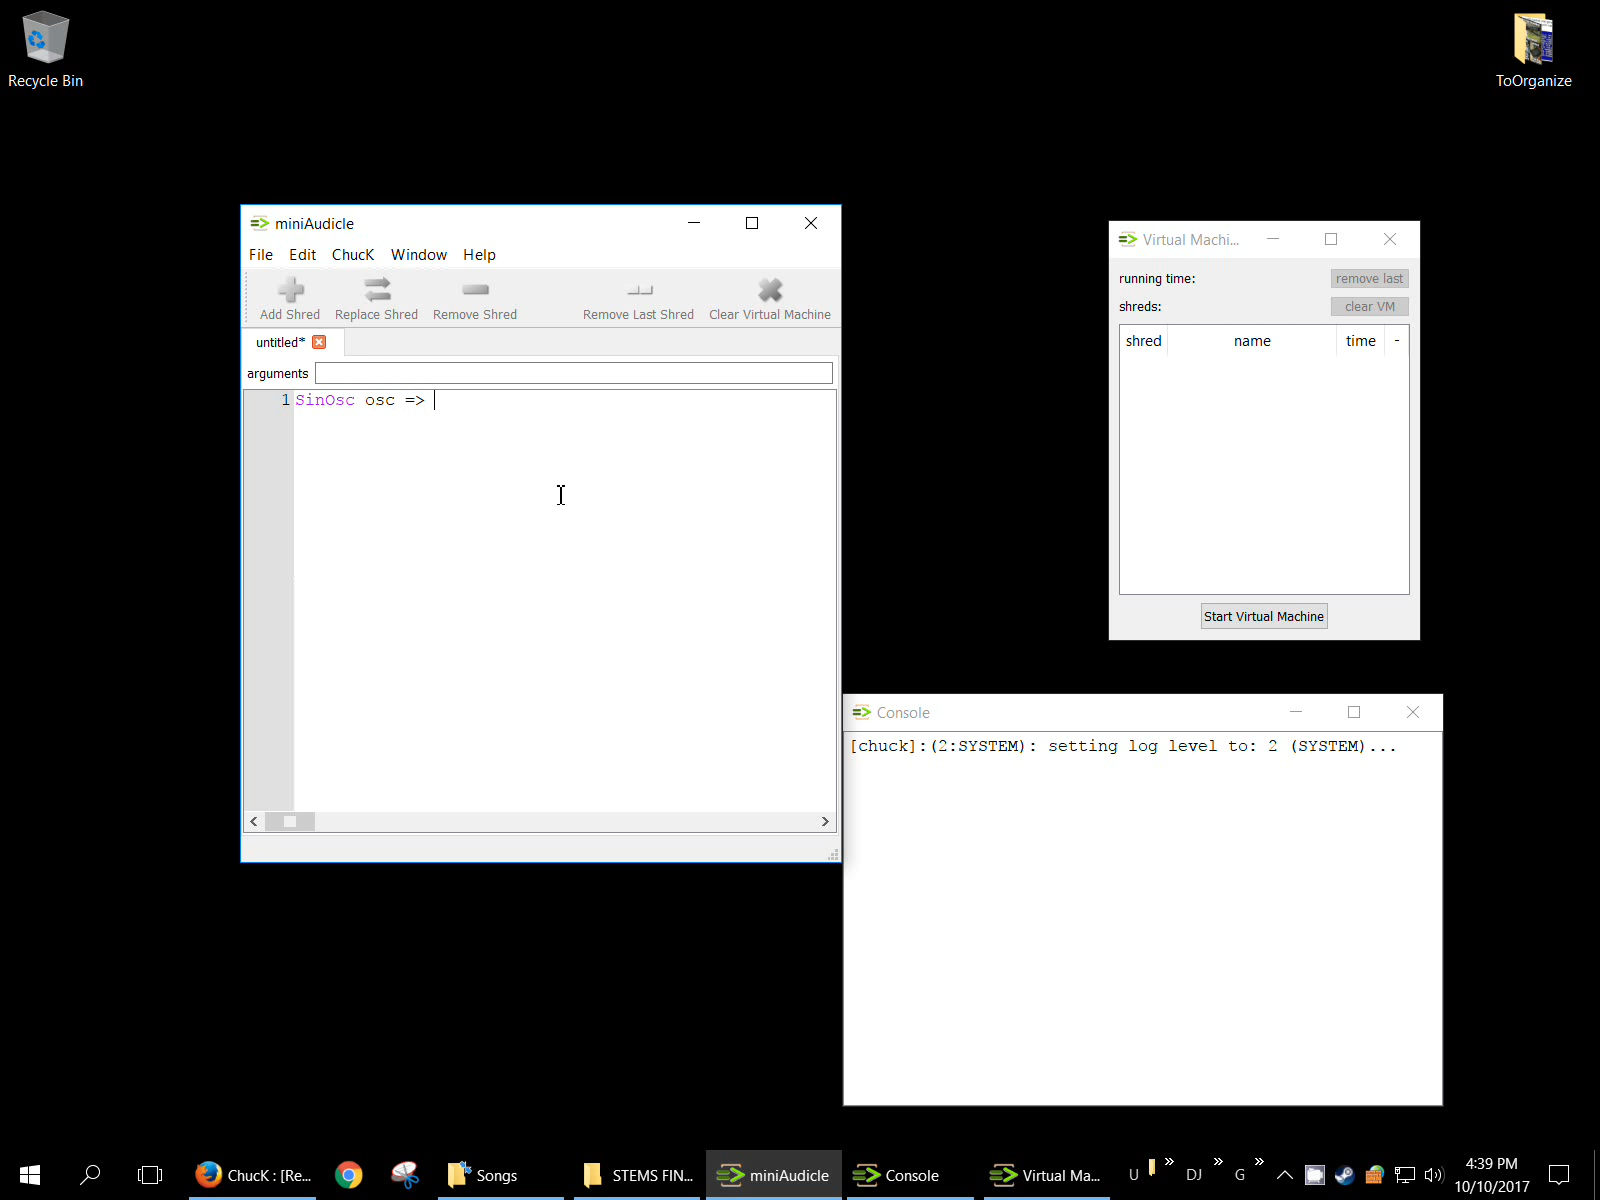 Recycle Bin
ToOrganize
miniAudicle
File Edit ChucK Window Help
Add Shred Replace Shred Remove Shred Remove Last Shred Clear Virtual Machine
untitled*
arguments
1 SinOsc osc =>
Virtual Machi...
running time: remove last
shreds: clear VM
shred name time -
Start Virtual Machine
Console
[chuck]:(2:SYSTEM): setting log level to: 2 (SYSTEM)...
ChucK : [Re... Songs STEMS FIN... miniAudicle Console Virtual Ma... U » DJ » G » 4:39 PM
10/10/2017